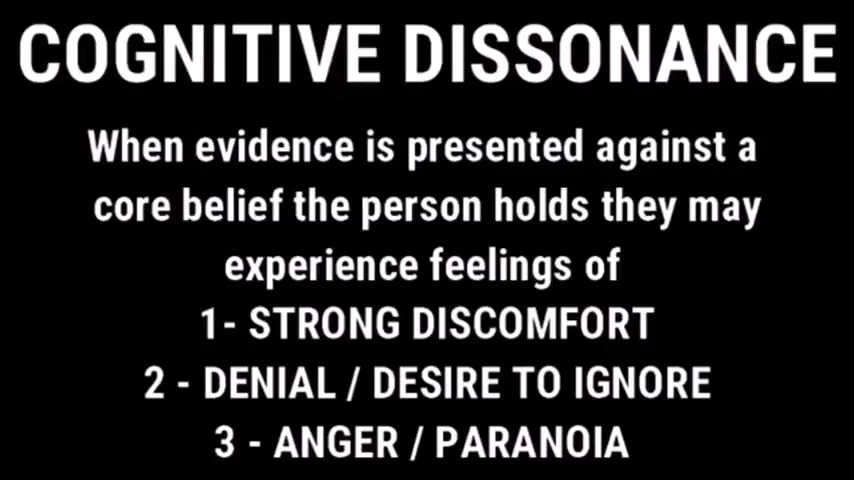 COGNITIVE DISSONANCE
When evidence is presented against a
core belief the person holds they may
experience feelings of
1- STRONG DISCOMFORT
2 - DENIAL / DESIRE TO IGNORE
3 - ANGER / PARANOIA